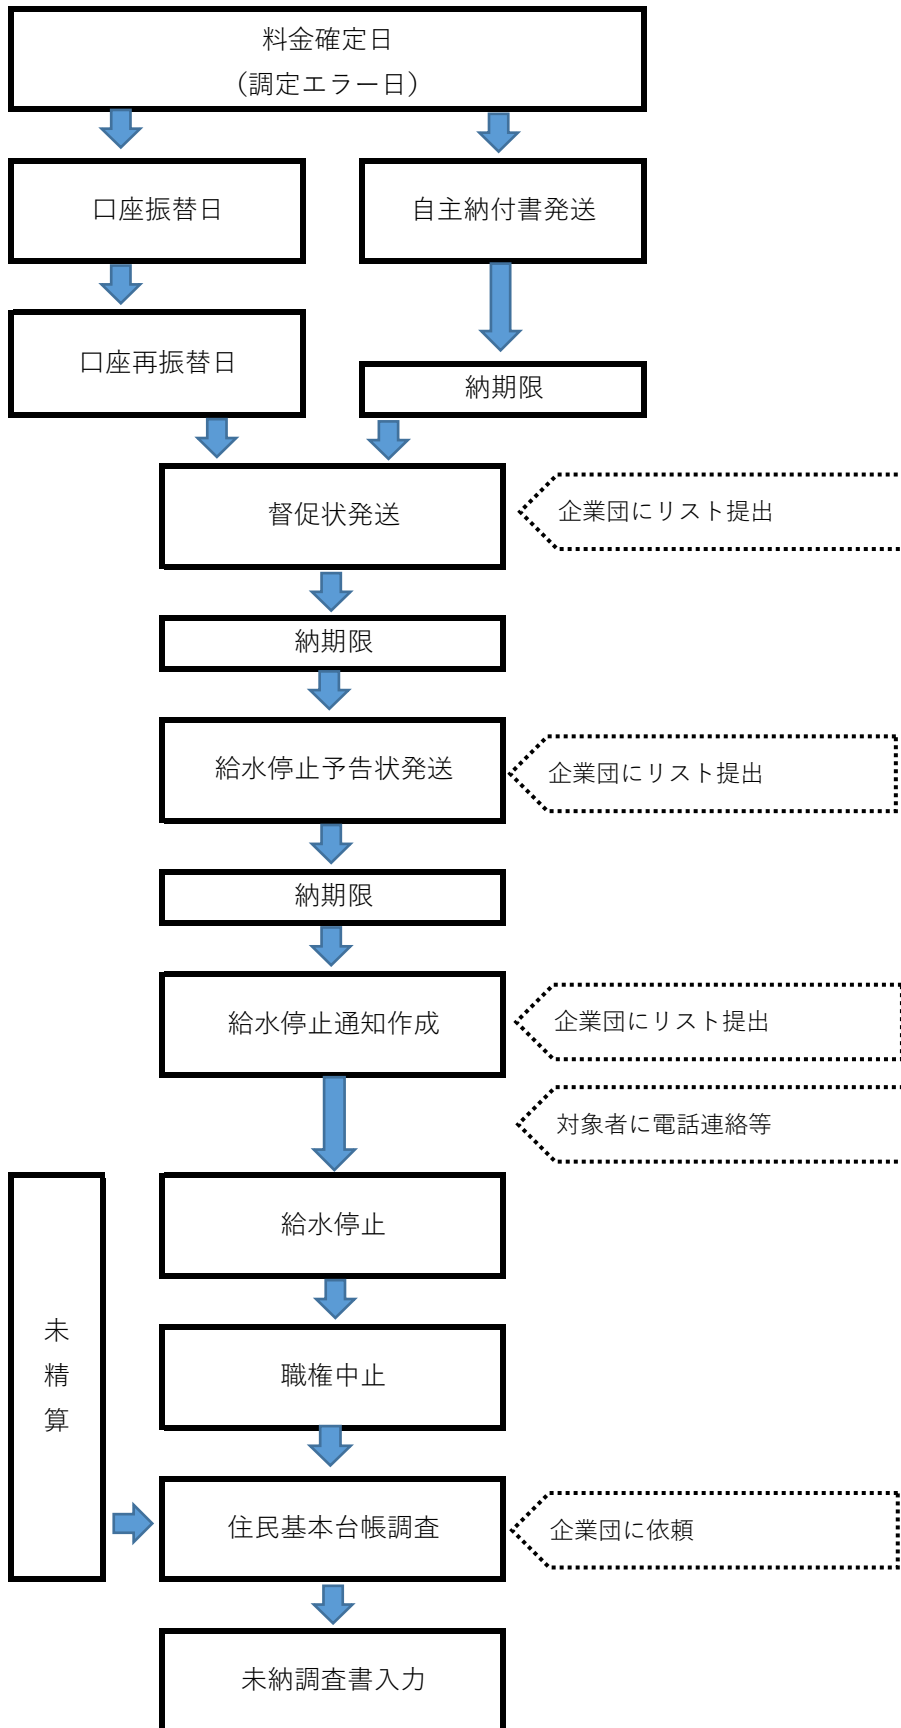 料金確定日
(調定エラー日)
口座振替日
自主納付書発送
口座再振替日
納期限
督促状発送
企業団にリスト提出
納期限
給水停止予告状発送
企業団にリスト提出
納期限
給水停止通知作成
企業団にリスト提出
対象者に電話連絡等
給水停止
未精算
職権中止
住民基本台帳調査
企業団に依頼
未納調査書入力